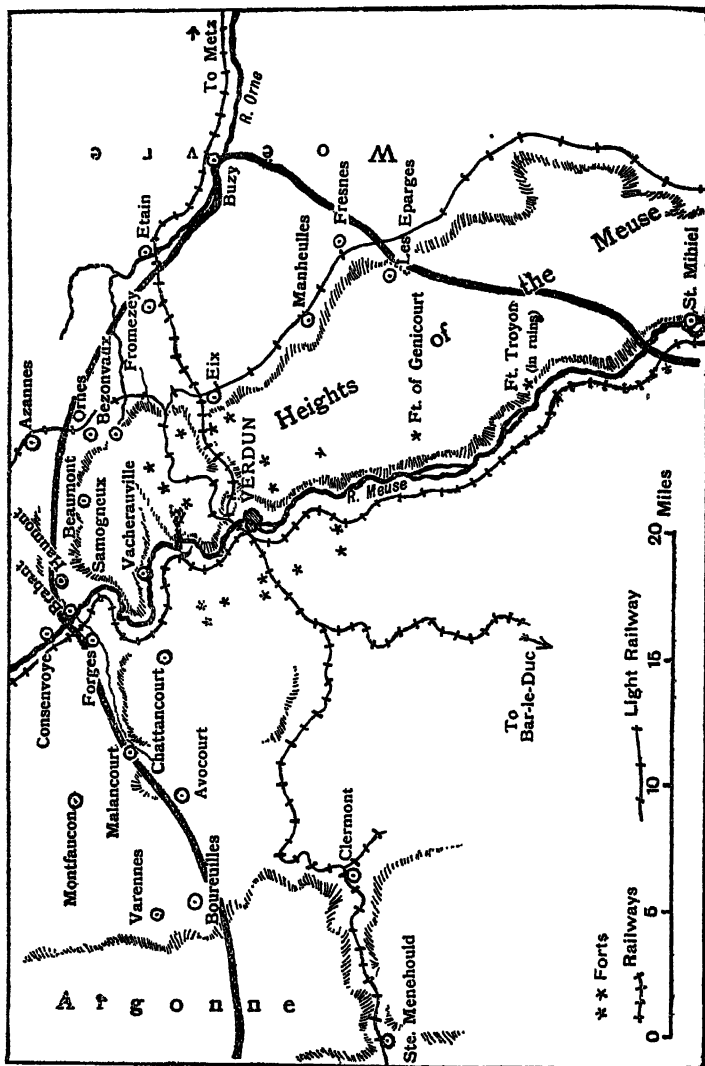 Azannes
Consenvoye
Brabant
Haumont
Beaumont
Ornes
Bezonvaux
Samogneux
Fromezey
Etain
To Metz
R. Orne
Buzy
Woevre
Montfaucon
Forges
Malancourt
Chattancourt
Vacherauville
Avocourt
Varennes
Boureuilles
Argonne
Eix
VERDUN
Manheulles
Fresnes
Les Eparges
Heights
of
the
Meuse
Ft. of Genicourt
R. Meuse
Ft. Troyon
(in ruins)
St. Mihiel
Clermont
Ste. Menehould
To
Bar-le-Duc
** Forts
Railways
Light Railway
0
5
10
15
20
Miles